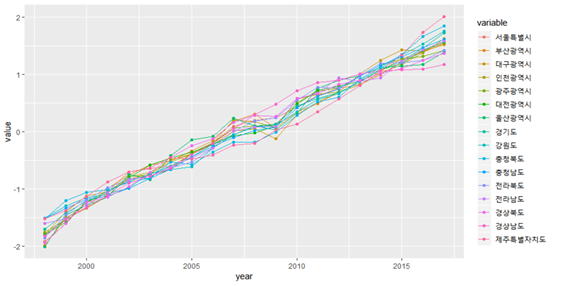 2
1
0
-1
-2
value
2000
2005
2010
2015
year
variable
서울특별시
부산광역시
대구광역시
인천광역시
광주광역시
대전광역시
울산광역시
경기도
강원도
충청북도
충청남도
전라북도
전라남도
경상북도
경상남도
제주특별자치도